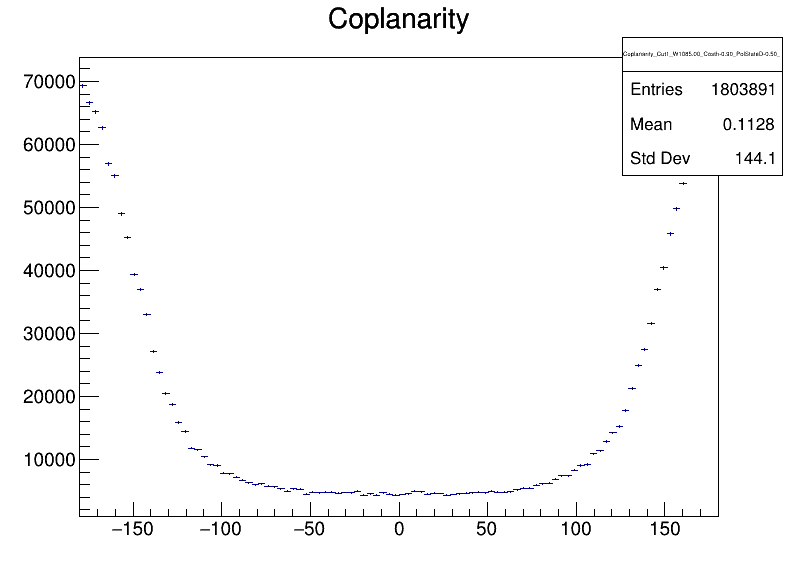 Coplanarity
Coplanarity_Cut1_W1085.00_Costh-0.90_PolStateD-0.50_
Entries 1803891
Mean 0.1128
Std Dev 144.1
70000
60000
50000
40000
30000
20000
10000
−150 −100 −50 0 50 100 150